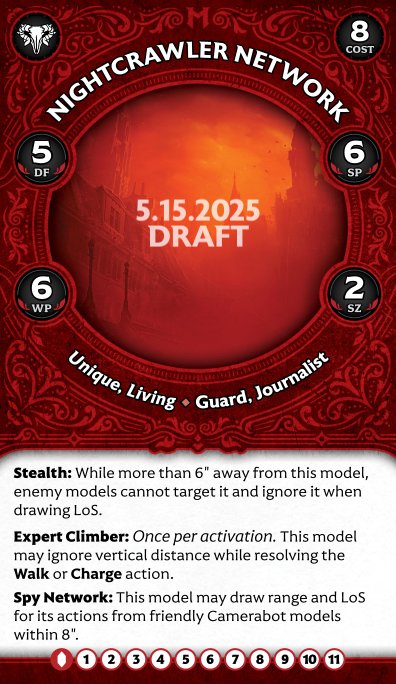 8
COST
NIGHTCRAWLER NETWORK
5
DF
6
SP
5.15.2025
DRAFT
6
WP
2
SZ
Unique, Living ◆ Guard, Journalist
Stealth: While more than 6" away from this model,
enemy models cannot target it and ignore it when
drawing LoS.
Expert Climber: Once per activation. This model
may ignore vertical distance while resolving the
Walk or Charge action.
Spy Network: This model may draw range and LoS
for its actions from friendly Camerabot models
within 8".
1 2 3 4 5 6 7 8 9 10 11